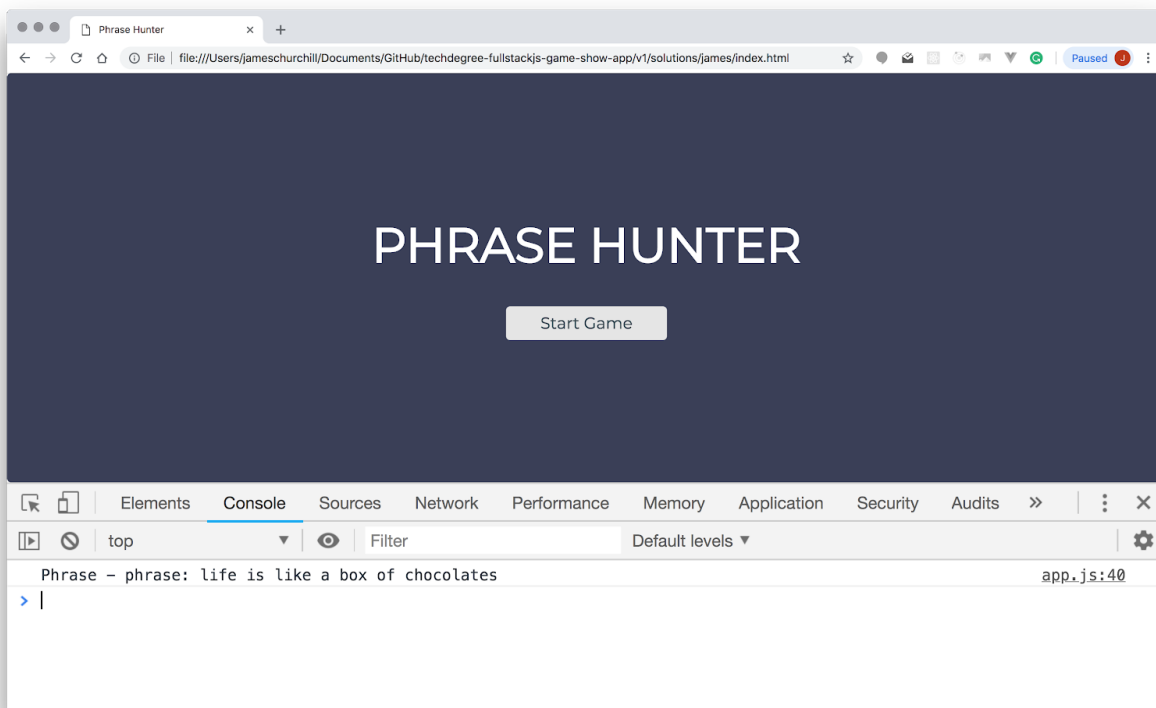 Phrase Hunter
File file:///Users/jameschurchill/Documents/GitHub/techdegree-fullstackjs-game-show-app/v1/solutions/james/index.html Paused J
PHRASE HUNTER
Start Game
Elements Console Sources Network Performance Memory Application Security Audits »
top Filter Default levels
Phrase - phrase: life is like a box of chocolates app.js:40
>